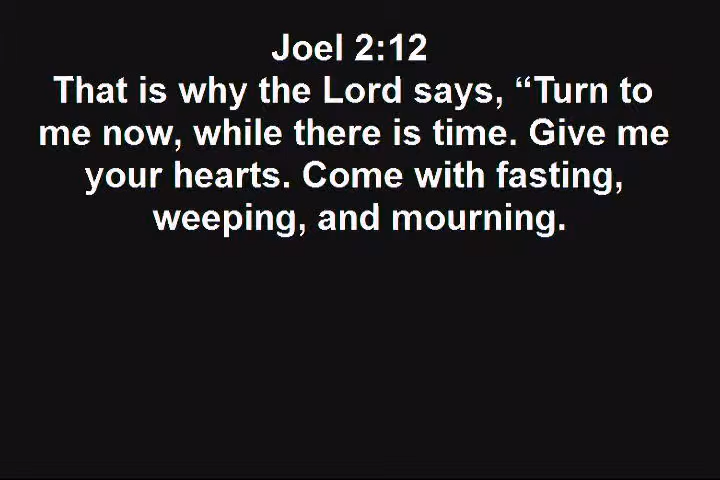 Joel 2:12
That is why the Lord says, “Turn to
me now, while there is time. Give me
your hearts. Come with fasting,
weeping, and mourning.